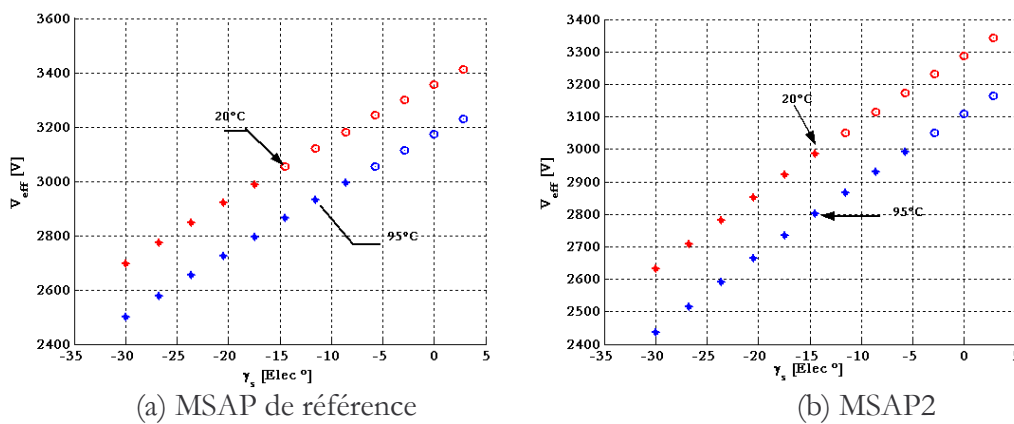 3600
3400
3200
3000
2800
2600
2400
V_eff [V]
20°C
95°C
-35 -30 -25 -20 -15 -10 -5 0 5
γ_s [Elec °]
(a) MSAP de référence
3400
3300
3200
3100
3000
2900
2800
2700
2600
2500
2400
V_eff [V]
20°C
95°C
-35 -30 -25 -20 -15 -10 -5 0 5
γ_s [Elec °]
(b) MSAP2